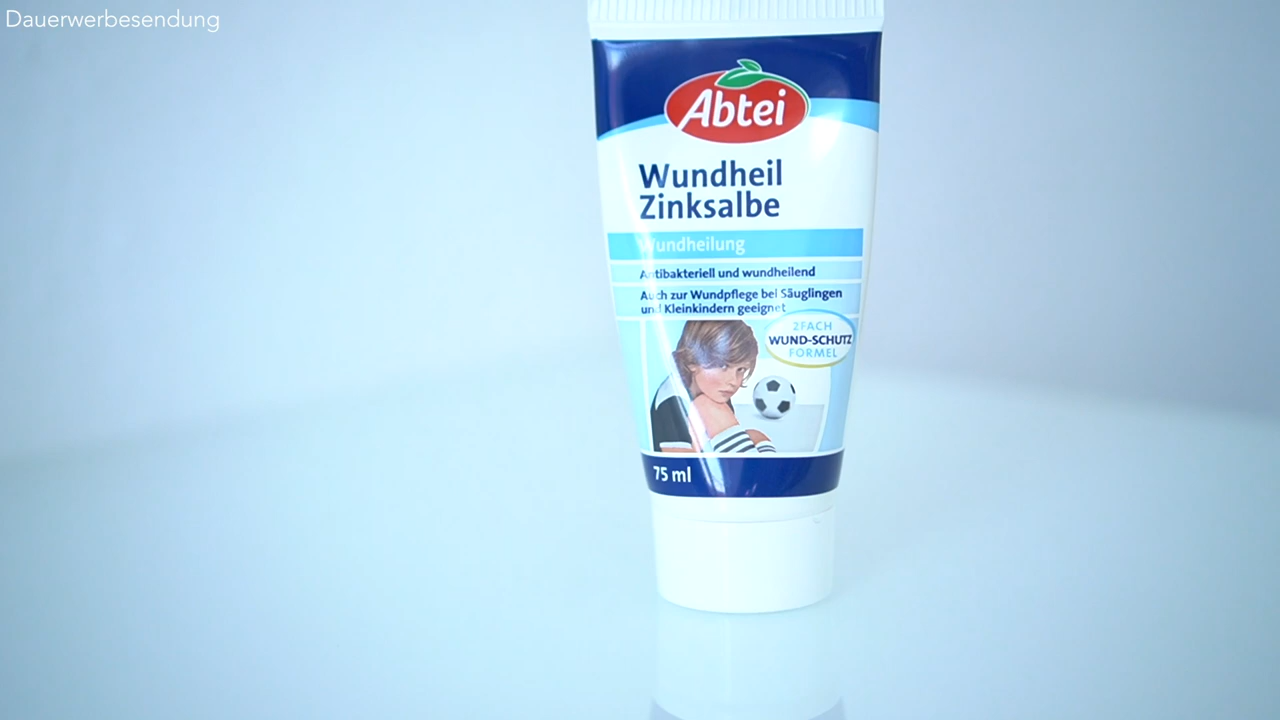 Dauerwerbesendung
Abtei
Wundheil
Zinksalbe
Wundheilung
Antibakteriell und wundheilend
Auch zur Wundpflege bei Säuglingen
und Kleinkindern geeignet
2FACH
WUND-SCHUTZ
FORMEL
75 ml